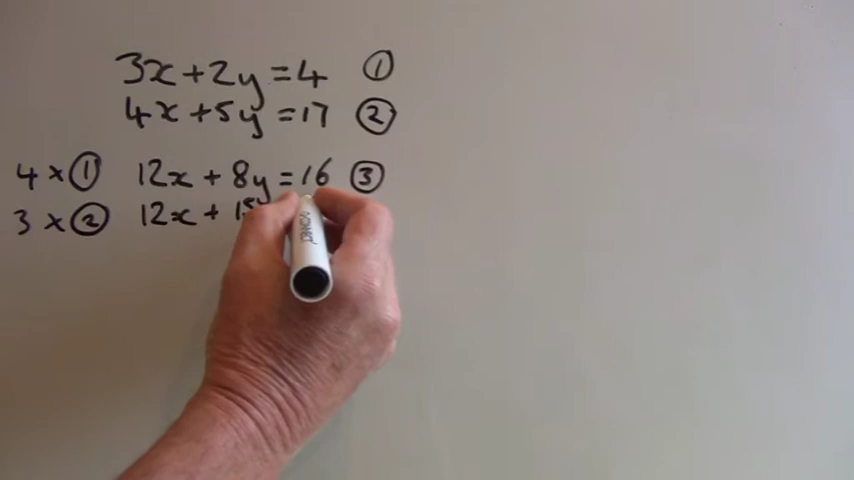 3x+2y=4 ①
4x+5y=17 ②
4×① 12x+8y=16 ③
3×② 12x+15